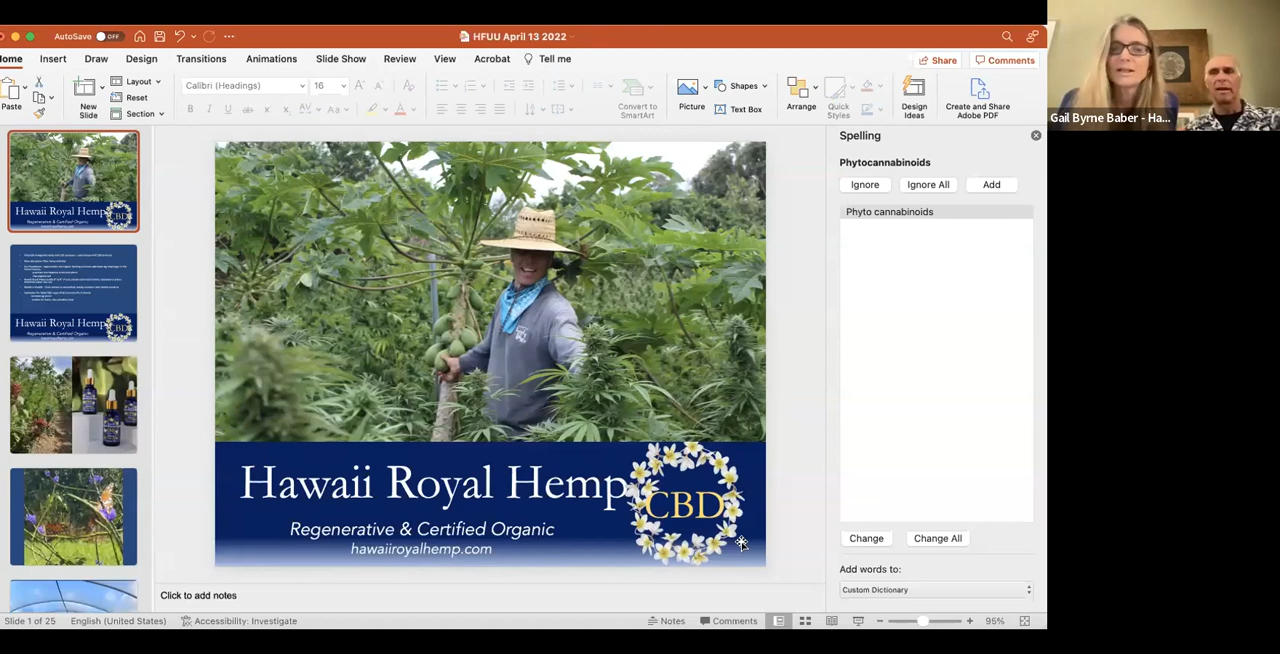 AutoSave OFF
HFUU April 13 2022
Home Insert Draw Design Transitions Animations Slide Show Review View Acrobat Tell me
Share Comments
Paste
New Slide
Layout
Reset
Section
Calibri (Headings) 16
Convert to SmartArt
Picture
Shapes
Text Box
Arrange
Quick Styles
Design Ideas
Create and Share Adobe PDF
Gail Byrne Baber - Ha...
Hawaii Royal Hemp CBD
Regenerative & Certified Organic
Hawaii Royal Hemp CBD
Hawaii Royal Hemp
CBD
Regenerative & Certified Organic
hawaiiroyalhemp.com
Spelling
Phytocannabinoids
Ignore Ignore All Add
Phyto cannabinoids
Change Change All
Add words to:
Custom Dictionary
Click to add notes
Slide 1 of 25 English (United States) Accessibility: Investigate Notes Comments 95%